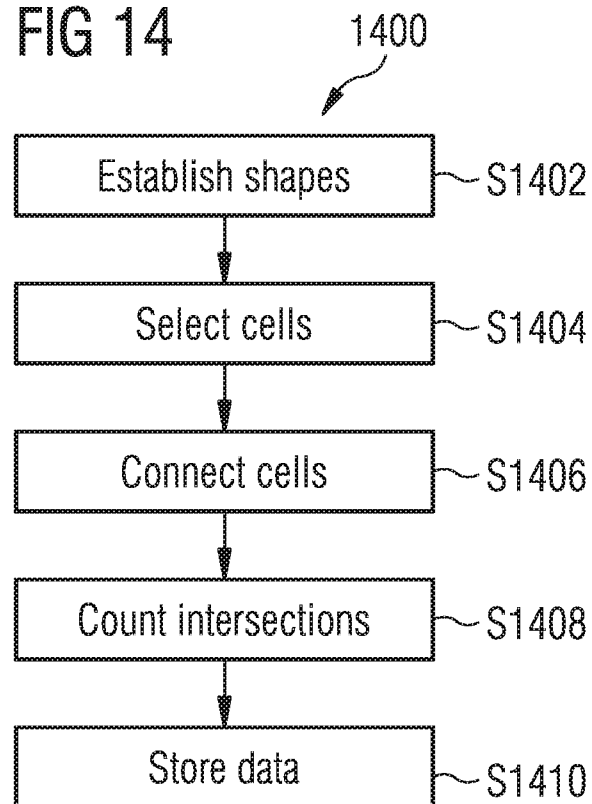 FIG 14
1400
Establish shapes
S1402
Select cells
S1404
Connect cells
S1406
Count intersections
S1408
Store data
S1410